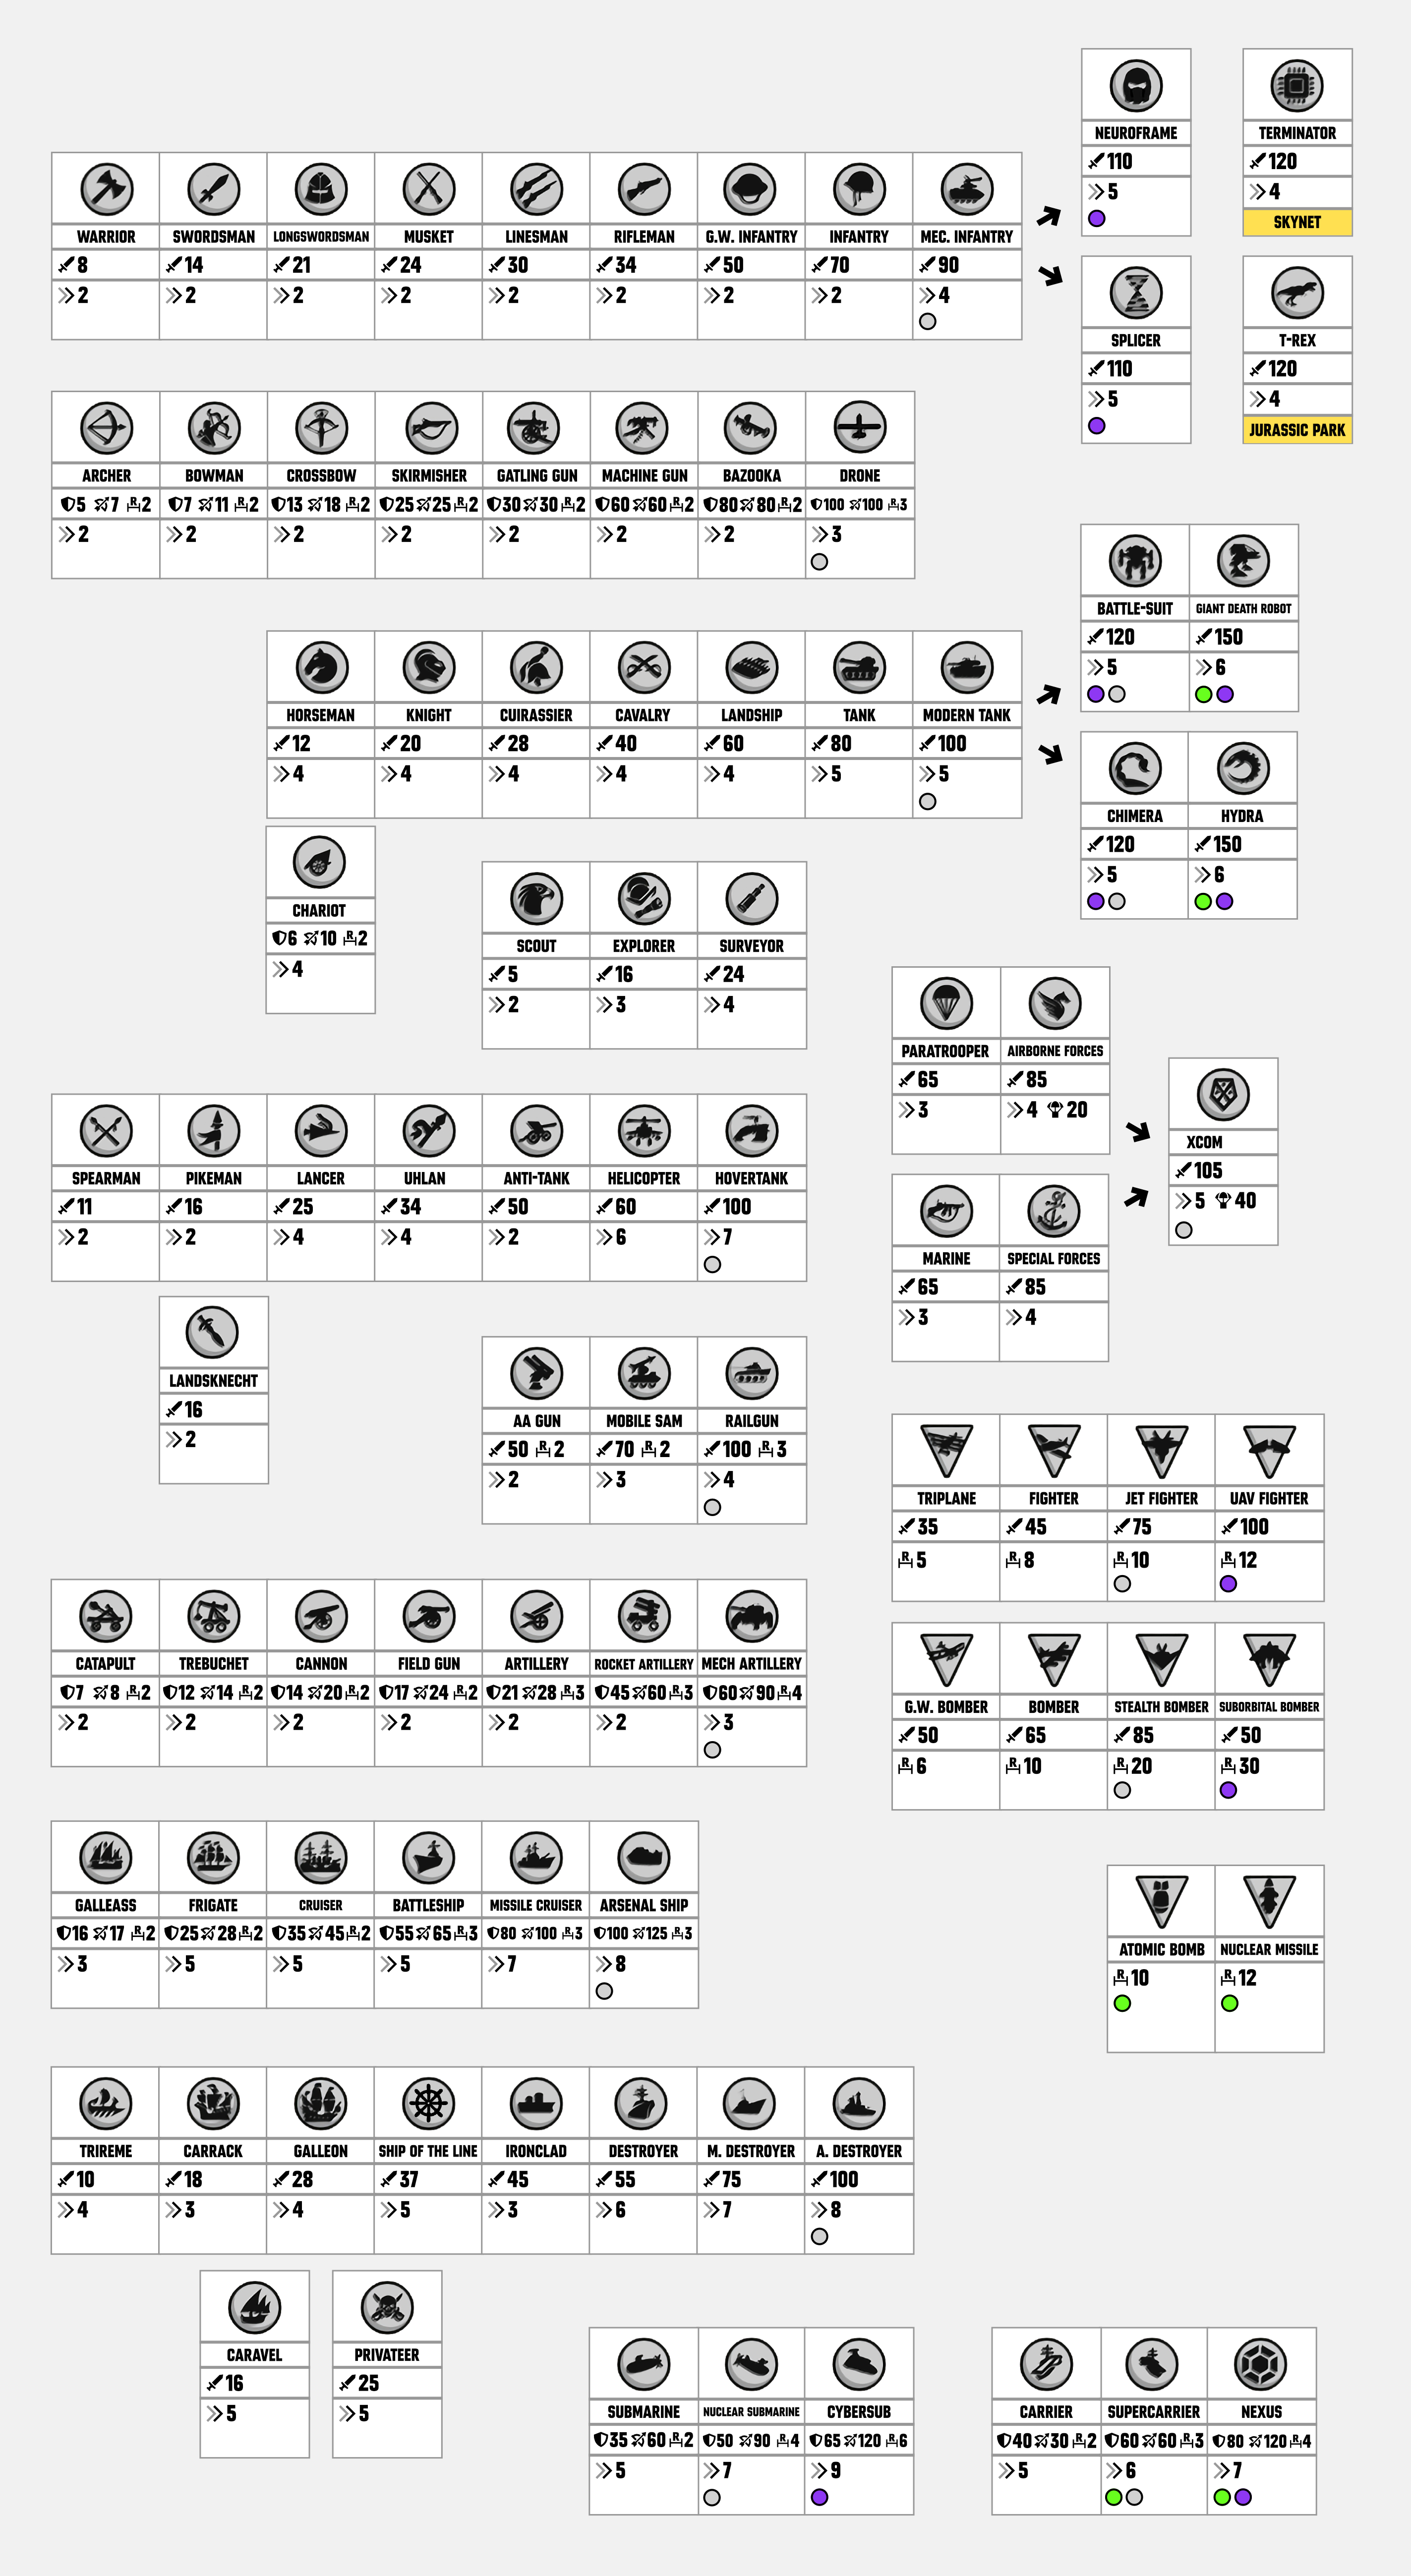 NEUROFRAME TERMINATOR
110 120
5 4
SKYNET
WARRIOR SWORDSMAN LONGSWORDSMAN MUSKET LINESMAN RIFLEMAN G.W. INFANTRY INFANTRY MEC. INFANTRY
8 14 21 24 30 34 50 70 90
2 2 2 2 2 2 2 2 4
SPLICER T-REX
110 120
5 4
JURASSIC PARK
ARCHER BOWMAN CROSSBOW SKIRMISHER GATLING GUN MACHINE GUN BAZOOKA DRONE
5 7 R 2 7 11 R 2 13 18 R 2 25 25 R 2 30 30 R 2 60 60 R 2 80 80 R 2 100 100 R 3
2 2 2 2 2 2 2 3
BATTLE-SUIT GIANT DEATH ROBOT
120 150
5 6
HORSEMAN KNIGHT CUIRASSIER CAVALRY LANDSHIP TANK MODERN TANK
12 20 28 40 60 80 100
4 4 4 4 4 5 5
CHIMERA HYDRA
120 150
5 6
CHARIOT
6 10 R 2
4
SCOUT EXPLORER SURVEYOR
5 16 24
2 3 4
PARATROOPER AIRBORNE FORCES
65 85
3 4 20
XCOM
105
5 40
SPEARMAN PIKEMAN LANCER UHLAN ANTI-TANK HELICOPTER HOVERTANK
11 16 25 34 50 60 100
2 2 4 4 2 6 7
MARINE SPECIAL FORCES
65 85
3 4
LANDSKNECHT
16
2
AA GUN MOBILE SAM RAILGUN
50 R 2 70 R 2 100 R 3
2 3 4
TRIPLANE FIGHTER JET FIGHTER UAV FIGHTER
35 45 75 100
R 5 R 8 R 10 R 12
CATAPULT TREBUCHET CANNON FIELD GUN ARTILLERY ROCKET ARTILLERY MECH ARTILLERY
7 8 R 2 12 14 R 2 14 20 R 2 17 24 R 2 21 28 R 3 45 60 R 3 60 90 R 4
2 2 2 2 2 2 3
G.W. BOMBER BOMBER STEALTH BOMBER SUBORBITAL BOMBER
50 65 85 50
R 6 R 10 R 20 R 30
GALLEASS FRIGATE CRUISER BATTLESHIP MISSILE CRUISER ARSENAL SHIP
16 17 R 2 25 28 R 2 35 45 R 2 55 65 R 3 80 100 R 3 100 125 R 3
3 5 5 5 7 8
ATOMIC BOMB NUCLEAR MISSILE
R 10 R 12
TRIREME CARRACK GALLEON SHIP OF THE LINE IRONCLAD DESTROYER M. DESTROYER A. DESTROYER
10 18 28 37 45 55 75 100
4 3 4 5 3 6 7 8
CARAVEL PRIVATEER
16 25
5 5
SUBMARINE NUCLEAR SUBMARINE CYBERSUB
35 60 R 2 50 90 R 4 65 120 R 6
5 7 9
CARRIER SUPERCARRIER NEXUS
40 30 R 2 60 60 R 3 80 120 R 4
5 6 7